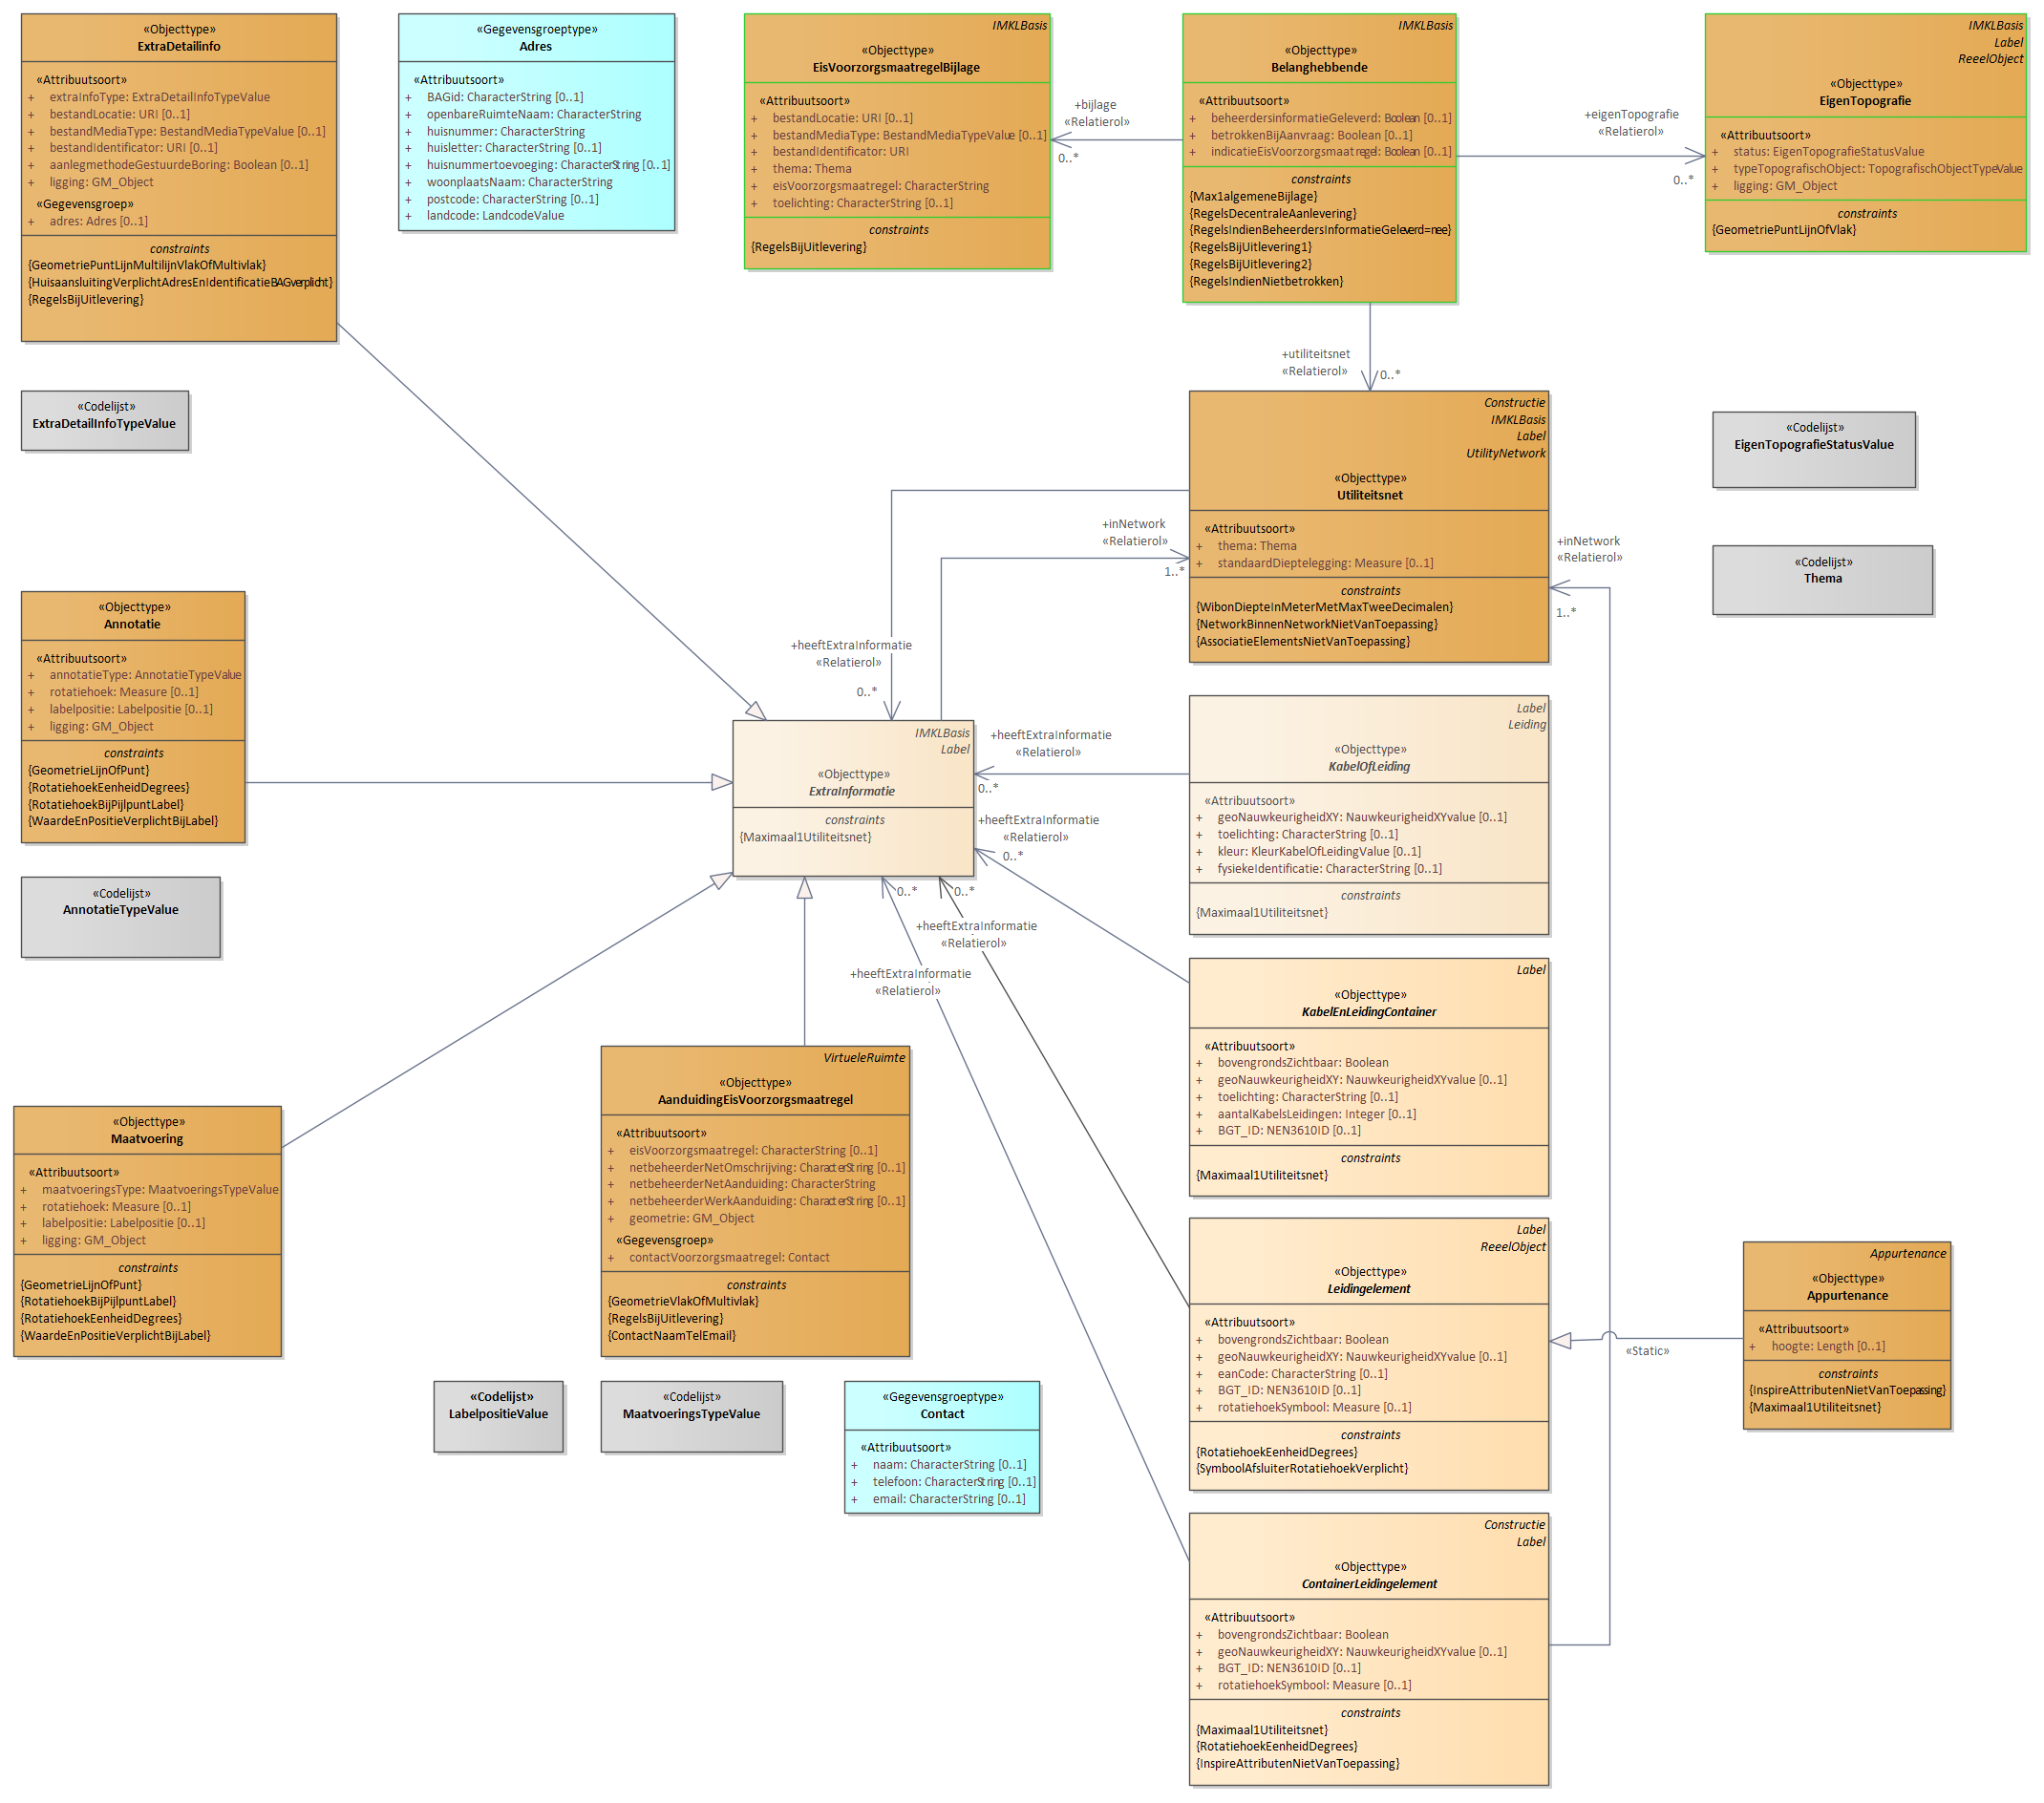 «Objecttype»
ExtraDetailinfo
«Attribuutsoort»
+ extraInfoType: ExtraDetailInfoTypeValue
+ bestandLocatie: URI [0..1]
+ bestandMediaType: BestandMediaTypeValue [0..1]
+ bestandIdentificator: URI [0..1]
+ aanlegmethodeGestuurdeBoring: Boolean [0..1]
+ ligging: GM_Object
«Gegevensgroep»
+ adres: Adres [0..1]
constraints
{GeometriePuntLijnMultilijnVlakOfMultivlak}
{HuisaansluitingVerplichtAdresEnIdentificatieBAGverplicht}
{RegelsBijUitlevering}
«Gegevensgroeptype»
Adres
«Attribuutsoort»
+ BAGid: CharacterString [0..1]
+ openbareRuimteNaam: CharacterString
+ huisnummer: CharacterString
+ huisletter: CharacterString [0..1]
+ huisnummertoevoeging: CharacterString [0..1]
+ woonplaatsNaam: CharacterString
+ postcode: CharacterString [0..1]
+ landcode: LandcodeValue
IMKLBasis
«Objecttype»
EisVoorzorgsmaatregelBijlage
«Attribuutsoort»
+ bestandLocatie: URI [0..1]
+ bestandMediaType: BestandMediaTypeValue [0..1]
+ bestandIdentificator: URI
+ thema: Thema
+ eisVoorzorgsmaatregel: CharacterString
+ toelichting: CharacterString [0..1]
constraints
{RegelsBijUitlevering}
+bijlage
«Relatierol»
0..*
IMKLBasis
«Objecttype»
Belanghebbende
«Attribuutsoort»
+ beheerdersinformatieGeleverd: Boolean [0..1]
+ betrokkenBijAanvraag: Boolean [0..1]
+ indicatieEisVoorzorgsmaatregel: Boolean [0..1]
constraints
{Max1algemeneBijlage}
{RegelsDecentraleAanlevering}
{RegelsIndienBeheerdersInformatieGeleverd=nee}
{RegelsBijUitlevering1}
{RegelsBijUitlevering2}
{RegelsIndienNietbetrokken}
+eigenTopografie
«Relatierol»
0..*
IMKLBasis
Label
ReeelObject
«Objecttype»
EigenTopografie
«Attribuutsoort»
+ status: EigenTopografieStatusValue
+ typeTopografischObject: TopografischObjectTypeValue
+ ligging: GM_Object
constraints
{GeometriePuntLijnOfVlak}
+utiliteitsnet
«Relatierol»
0..*
«Codelijst»
ExtraDetailInfoTypeValue
Constructie
IMKLBasis
Label
UtilityNetwork
«Objecttype»
Utiliteitsnet
«Attribuutsoort»
+ thema: Thema
+ standaardDieptelegging: Measure [0..1]
constraints
{WibonDiepteInMeterMetMaxTweeDecimalen}
{NetworkBinnenNetworkNietVanToepassing}
{AssociatieElementsNietVanToepassing}
«Codelijst»
EigenTopografieStatusValue
«Codelijst»
Thema
+inNetwork
«Relatierol»
1..*
+inNetwork
«Relatierol»
1..*
«Objecttype»
Annotatie
«Attribuutsoort»
+ annotatieType: AnnotatieTypeValue
+ rotatiehoek: Measure [0..1]
+ labelpositie: Labelpositie [0..1]
+ ligging: GM_Object
constraints
{GeometrieLijnOfPunt}
{RotatiehoekEenheidDegrees}
{RotatiehoekBijPijlpuntLabel}
{WaardeEnPositieVerplichtBijLabel}
+heeftExtraInformatie
«Relatierol»
0..*
IMKLBasis
Label
«Objecttype»
ExtraInformatie
constraints
{Maximaal1Utiliteitsnet}
+heeftExtraInformatie
«Relatierol»
0..*
Label
Leiding
«Objecttype»
KabelOfLeiding
«Attribuutsoort»
+ geoNauwkeurigheidXY: NauwkeurigheidXYvalue [0..1]
+ toelichting: CharacterString [0..1]
+ kleur: KleurKabelOfLeidingValue [0..1]
+ fysiekeIdentificatie: CharacterString [0..1]
constraints
{Maximaal1Utiliteitsnet}
+heeftExtraInformatie
«Relatierol»
0..*
«Codelijst»
AnnotatieTypeValue
0..*
0..*
+heeftExtraInformatie
«Relatierol»
+heeftExtraInformatie
«Relatierol»
Label
«Objecttype»
KabelEnLeidingContainer
«Attribuutsoort»
+ bovengrondsZichtbaar: Boolean
+ geoNauwkeurigheidXY: NauwkeurigheidXYvalue [0..1]
+ toelichting: CharacterString [0..1]
+ aantalKabelsLeidingen: Integer [0..1]
+ BGT_ID: NEN3610ID [0..1]
constraints
{Maximaal1Utiliteitsnet}
VirtueleRuimte
«Objecttype»
AanduidingEisVoorzorgsmaatregel
«Attribuutsoort»
+ eisVoorzorgsmaatregel: CharacterString [0..1]
+ netbeheerderNetOmschrijving: CharacterString [0..1]
+ netbeheerderNetAanduiding: CharacterString
+ netbeheerderWerkAanduiding: CharacterString [0..1]
+ geometrie: GM_Object
«Gegevensgroep»
+ contactVoorzorgsmaatregel: Contact
constraints
{GeometrieVlakOfMultivlak}
{RegelsBijUitlevering}
{ContactNaamTelEmail}
«Objecttype»
Maatvoering
«Attribuutsoort»
+ maatvoeringsType: MaatvoeringsTypeValue
+ rotatiehoek: Measure [0..1]
+ labelpositie: Labelpositie [0..1]
+ ligging: GM_Object
constraints
{GeometrieLijnOfPunt}
{RotatiehoekBijPijlpuntLabel}
{RotatiehoekEenheidDegrees}
{WaardeEnPositieVerplichtBijLabel}
Label
ReeelObject
«Objecttype»
Leidingelement
«Attribuutsoort»
+ bovengrondsZichtbaar: Boolean
+ geoNauwkeurigheidXY: NauwkeurigheidXYvalue [0..1]
+ eanCode: CharacterString [0..1]
+ BGT_ID: NEN3610ID [0..1]
+ rotatiehoekSymbool: Measure [0..1]
constraints
{RotatiehoekEenheidDegrees}
{SymboolAfsluiterRotatiehoekVerplicht}
«Static»
Appurtenance
«Objecttype»
Appurtenance
«Attribuutsoort»
+ hoogte: Length [0..1]
constraints
{InspireAttributenNietVanToepassing}
{Maximaal1Utiliteitsnet}
«Codelijst»
LabelpositieValue
«Codelijst»
MaatvoeringsTypeValue
«Gegevensgroeptype»
Contact
«Attribuutsoort»
+ naam: CharacterString [0..1]
+ telefoon: CharacterString [0..1]
+ email: CharacterString [0..1]
Constructie
Label
«Objecttype»
ContainerLeidingelement
«Attribuutsoort»
+ bovengrondsZichtbaar: Boolean
+ geoNauwkeurigheidXY: NauwkeurigheidXYvalue [0..1]
+ BGT_ID: NEN3610ID [0..1]
+ rotatiehoekSymbool: Measure [0..1]
constraints
{Maximaal1Utiliteitsnet}
{RotatiehoekEenheidDegrees}
{InspireAttributenNietVanToepassing}